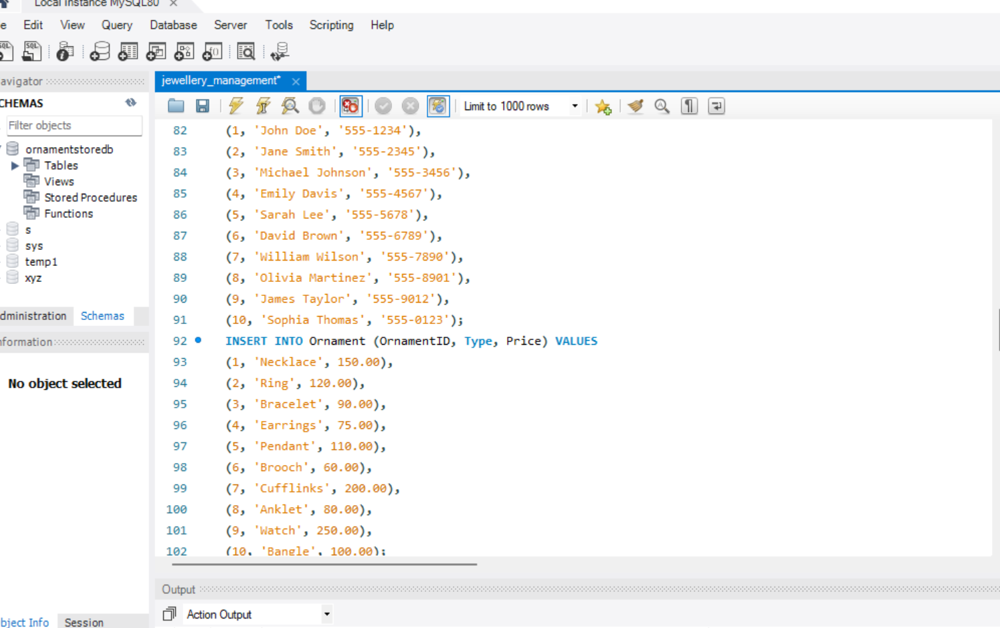 Local instance MySQL80 ×
e Edit View Query Database Server Tools Scripting Help
avigator
jewellery_management* ×
CHEMAS
Limit to 1000 rows
Filter objects
ornamentstoredb
Tables
Views
Stored Procedures
Functions
s
sys
temp1
xyz
dministration Schemas
nformation
No object selected
bject Info Session
82 (1, 'John Doe', '555-1234'),
83 (2, 'Jane Smith', '555-2345'),
84 (3, 'Michael Johnson', '555-3456'),
85 (4, 'Emily Davis', '555-4567'),
86 (5, 'Sarah Lee', '555-5678'),
87 (6, 'David Brown', '555-6789'),
88 (7, 'William Wilson', '555-7890'),
89 (8, 'Olivia Martinez', '555-8901'),
90 (9, 'James Taylor', '555-9012'),
91 (10, 'Sophia Thomas', '555-0123');
92 INSERT INTO Ornament (OrnamentID, Type, Price) VALUES
93 (1, 'Necklace', 150.00),
94 (2, 'Ring', 120.00),
95 (3, 'Bracelet', 90.00),
96 (4, 'Earrings', 75.00),
97 (5, 'Pendant', 110.00),
98 (6, 'Brooch', 60.00),
99 (7, 'Cufflinks', 200.00),
100 (8, 'Anklet', 80.00),
101 (9, 'Watch', 250.00),
102 (10, 'Bangle', 100.00);
Output
Action Output